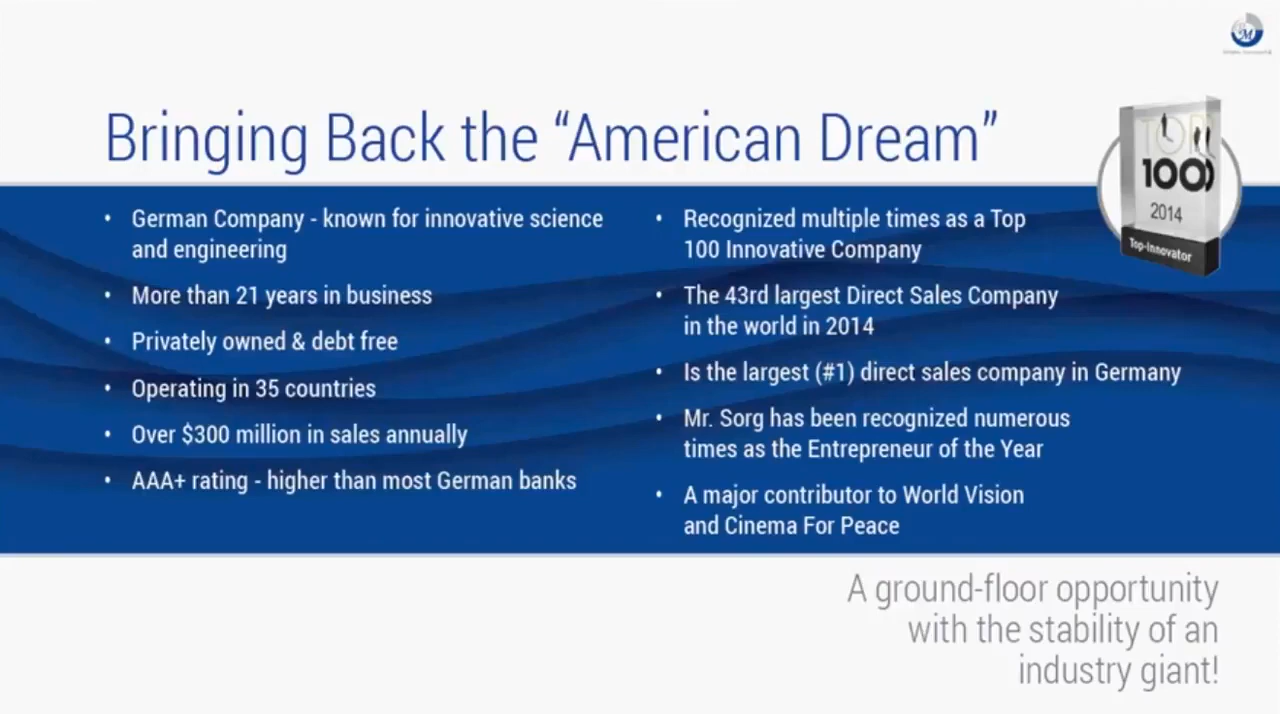 Bringing Back the “American Dream”
• German Company - known for innovative science
and engineering
• More than 21 years in business
• Privately owned & debt free
• Operating in 35 countries
• Over $300 million in sales annually
• AAA+ rating - higher than most German banks
• Recognized multiple times as a Top
100 Innovative Company
• The 43rd largest Direct Sales Company
in the world in 2014
• Is the largest (#1) direct sales company in Germany
• Mr. Sorg has been recognized numerous
times as the Entrepreneur of the Year
• A major contributor to World Vision
and Cinema For Peace
TOP
100
2014
Top-Innovator
A ground-floor opportunity
with the stability of an
industry giant!